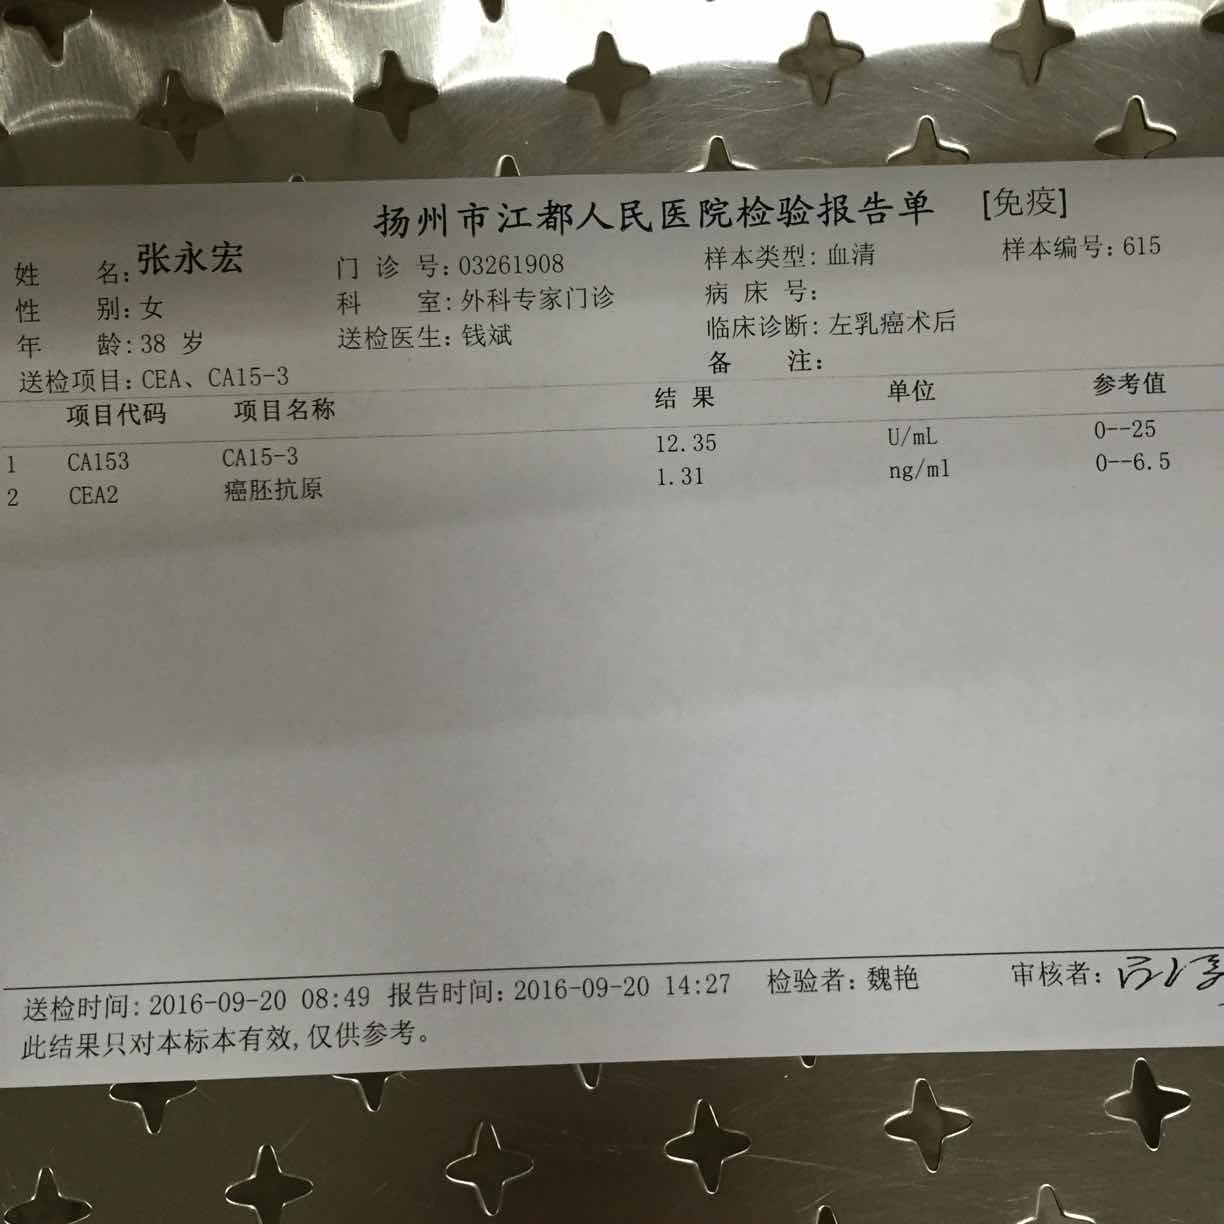 扬州市江都人民医院检验报告单 [免疫]
姓 名: 张永宏 门 诊 号: 03261908 样本类型: 血清 样本编号: 615
性 别: 女 科 室: 外科专家门诊 病 床 号:
年 龄: 38 岁 送检医生: 钱斌 临床诊断: 左乳癌术后
送检项目: CEA、CA15-3 备 注:
项目代码 项目名称 结 果 单位 参考值
1 CA153 CA15-3 12.35 U/mL 0--25
2 CEA2 癌胚抗原 1.31 ng/ml 0--6.5
送检时间: 2016-09-20 08:49 报告时间: 2016-09-20 14:27 检验者: 魏艳 审核者:
此结果只对本标本有效,仅供参考。